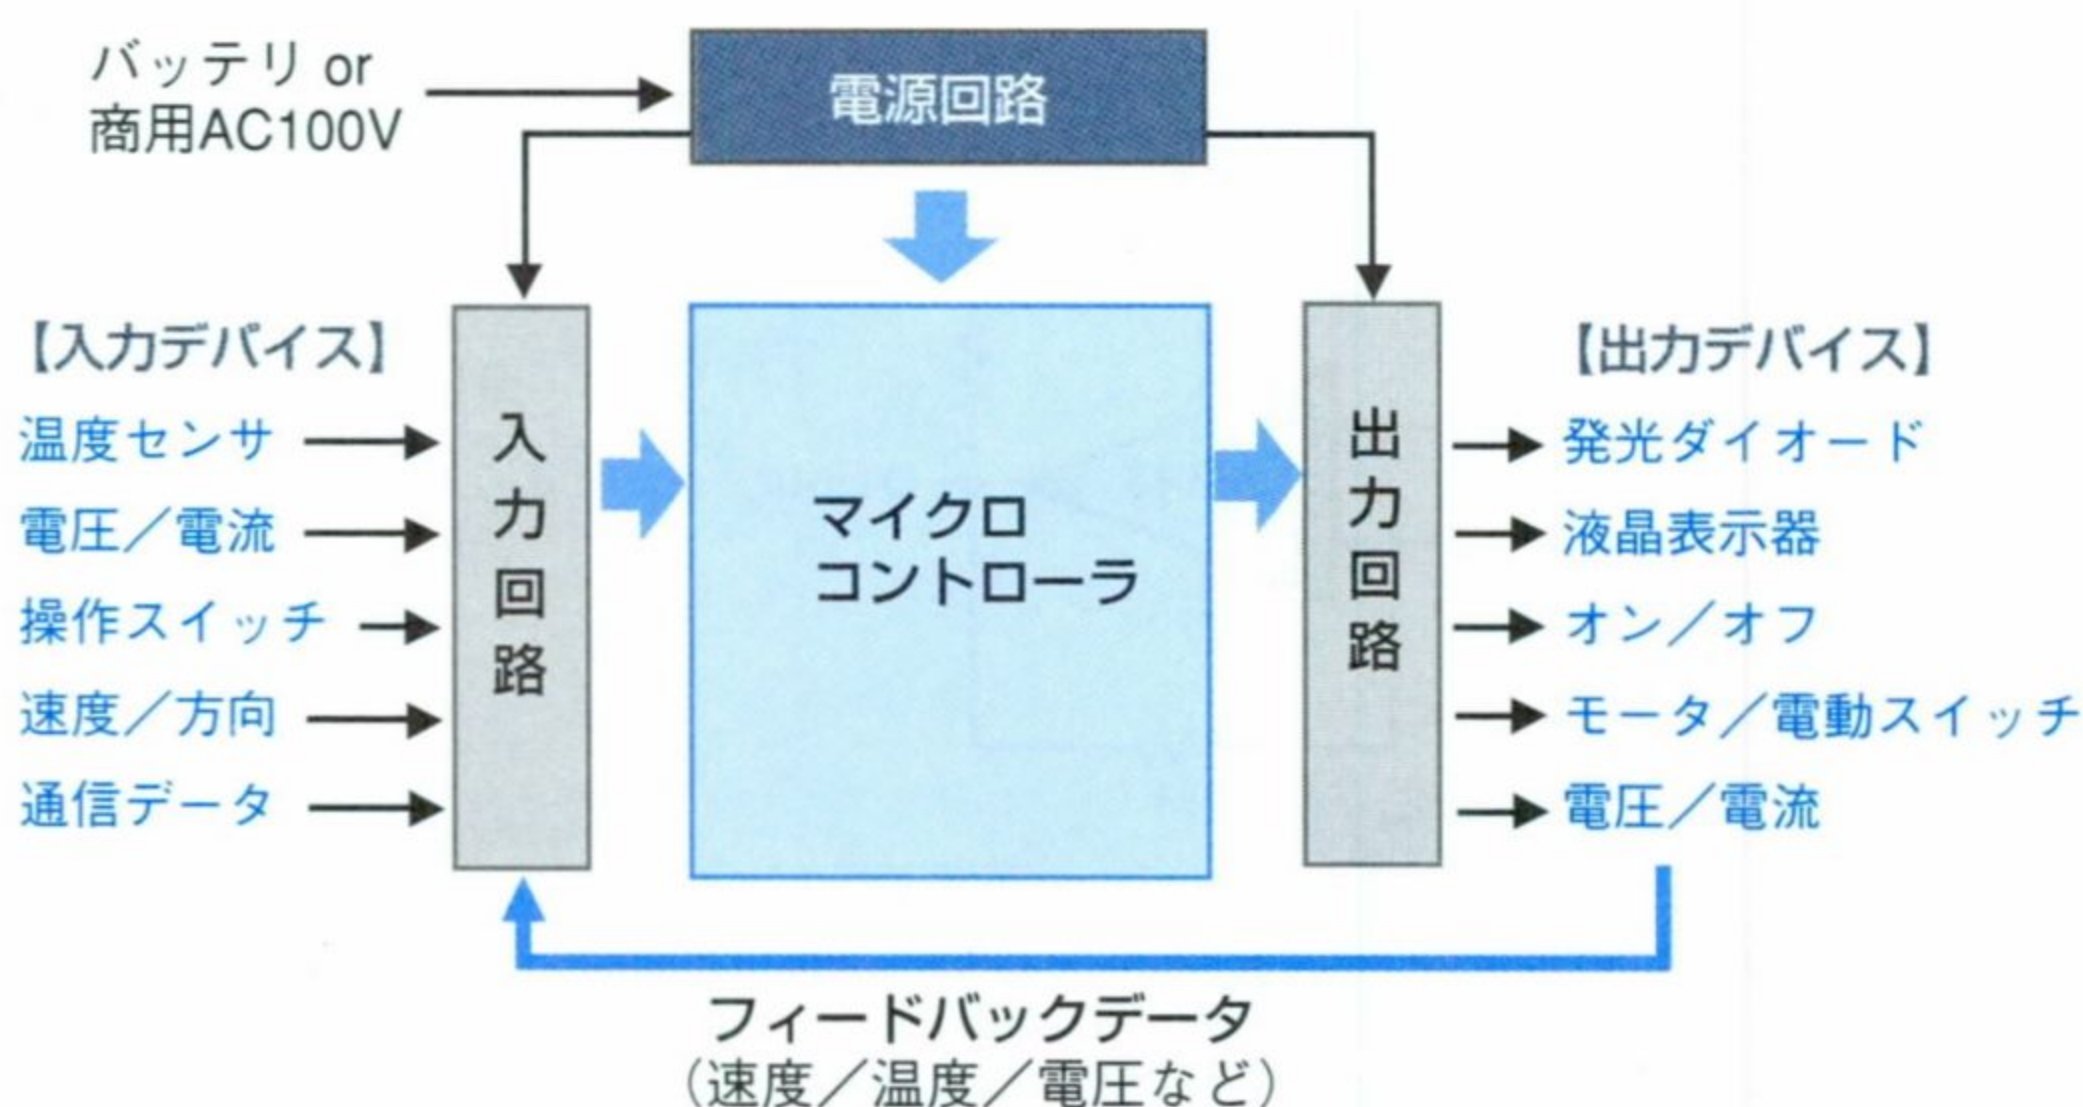 バッテリ or
商用AC100V
電源回路
【入力デバイス】
温度センサ
電圧／電流
操作スイッチ
速度／方向
通信データ
入力回路
マイクロ
コントローラ
出力回路
【出力デバイス】
発光ダイオード
液晶表示器
オン／オフ
モータ／電動スイッチ
電圧／電流
フィードバックデータ
（速度／温度／電圧など）